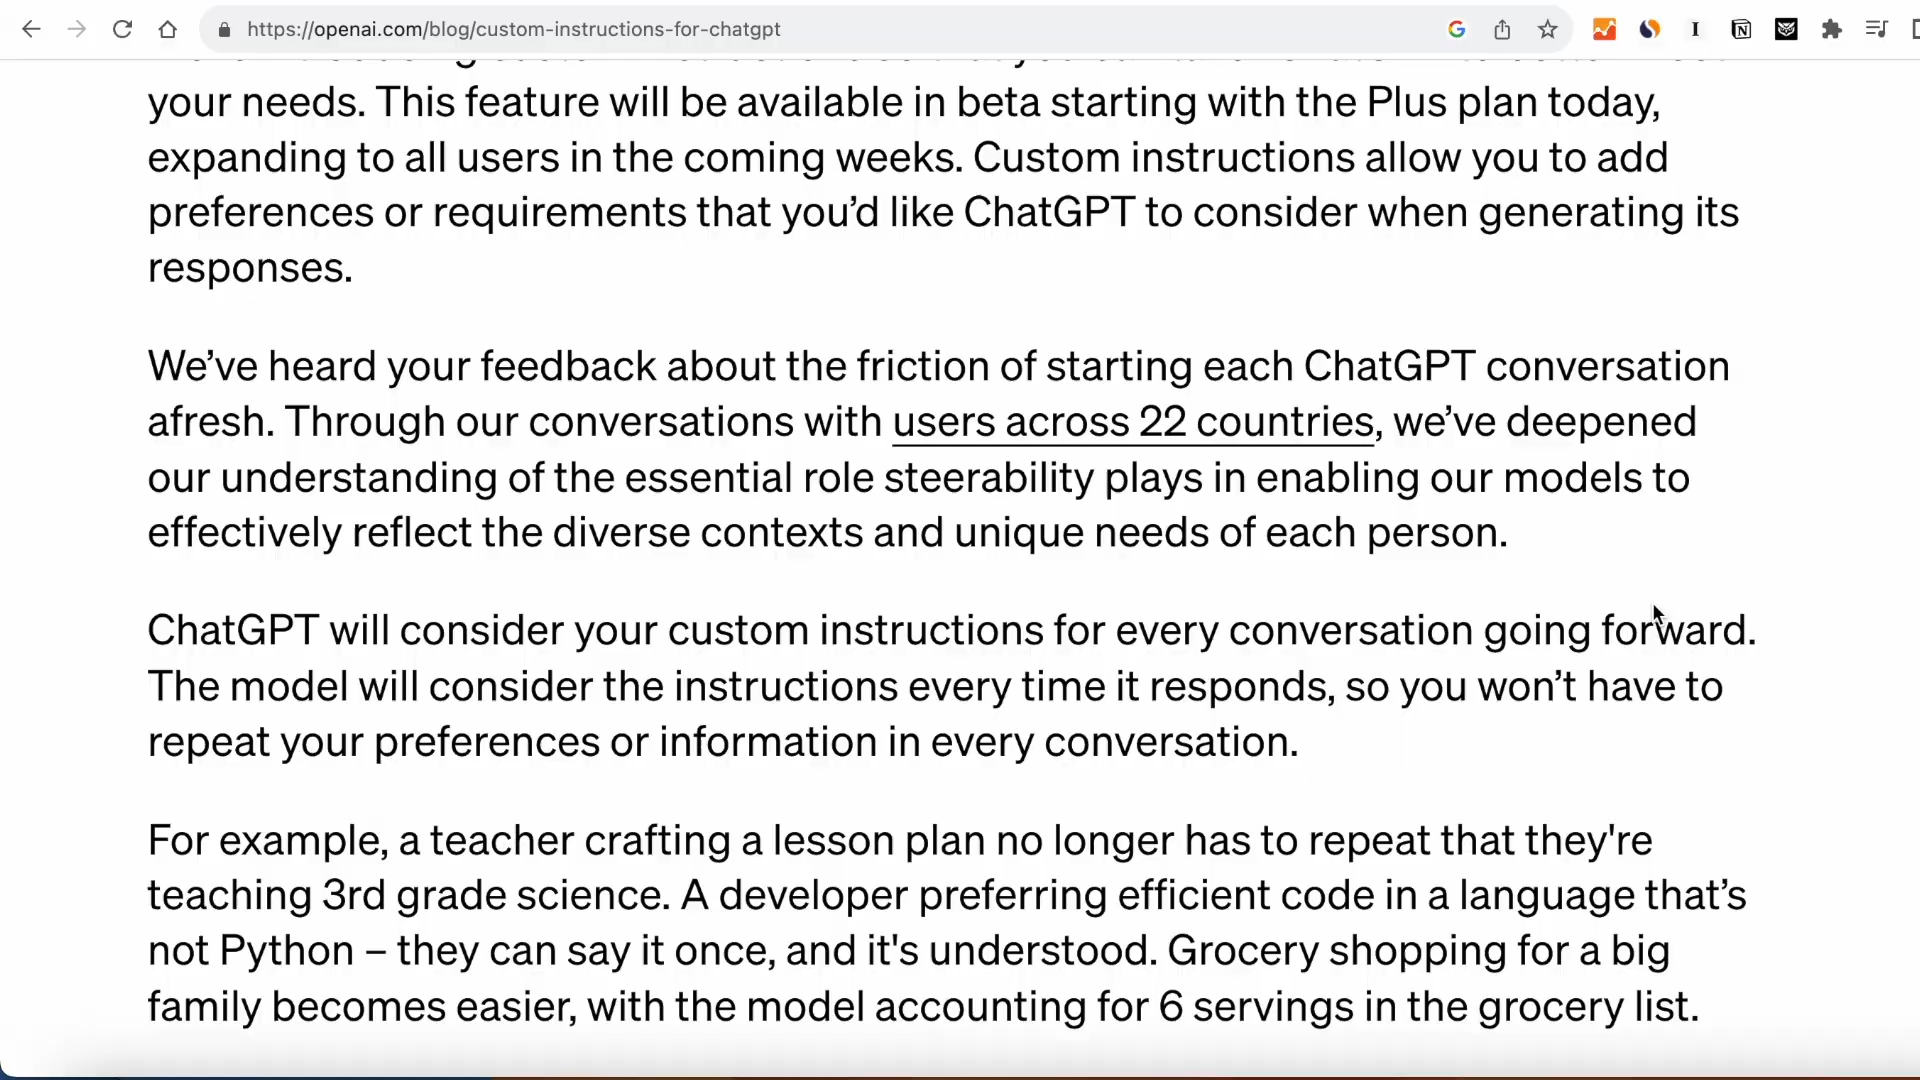 https://openai.com/blog/custom-instructions-for-chatgpt
your needs. This feature will be available in beta starting with the Plus plan today,
expanding to all users in the coming weeks. Custom instructions allow you to add
preferences or requirements that you’d like ChatGPT to consider when generating its
responses.
We’ve heard your feedback about the friction of starting each ChatGPT conversation
afresh. Through our conversations with users across 22 countries, we’ve deepened
our understanding of the essential role steerability plays in enabling our models to
effectively reflect the diverse contexts and unique needs of each person.
ChatGPT will consider your custom instructions for every conversation going forward.
The model will consider the instructions every time it responds, so you won’t have to
repeat your preferences or information in every conversation.
For example, a teacher crafting a lesson plan no longer has to repeat that they're
teaching 3rd grade science. A developer preferring efficient code in a language that’s
not Python – they can say it once, and it's understood. Grocery shopping for a big
family becomes easier, with the model accounting for 6 servings in the grocery list.